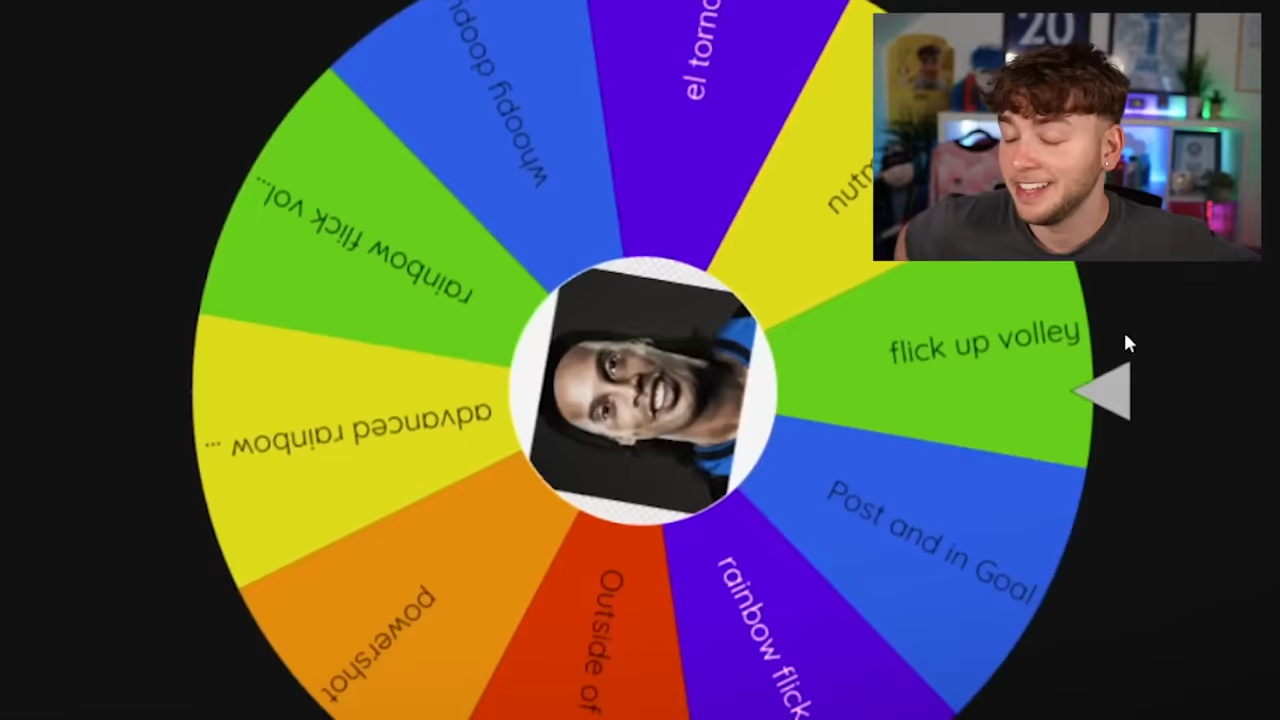 20
whoopy doopy
el torno
nutm
flick up volley
Post and in Goal
rainbow flick
Outside of
powershot
advanced rainbow ...
rainbow flick vol...